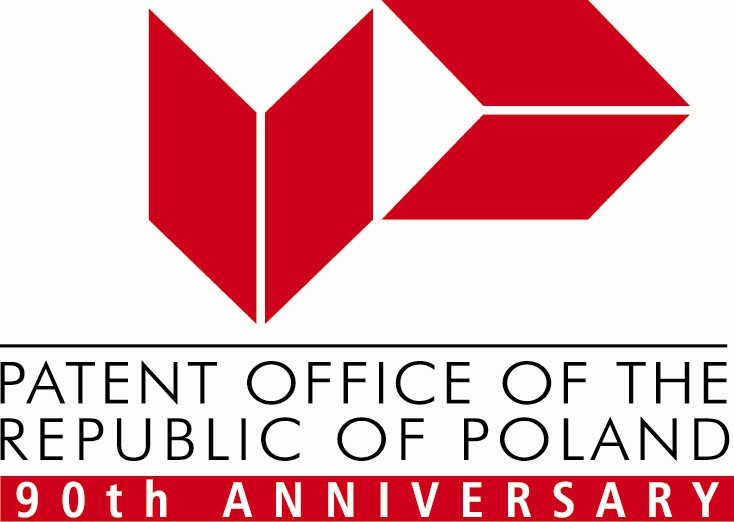 PATENT OFFICE OF THE
REPUBLIC OF POLAND
90th ANNIVERSARY